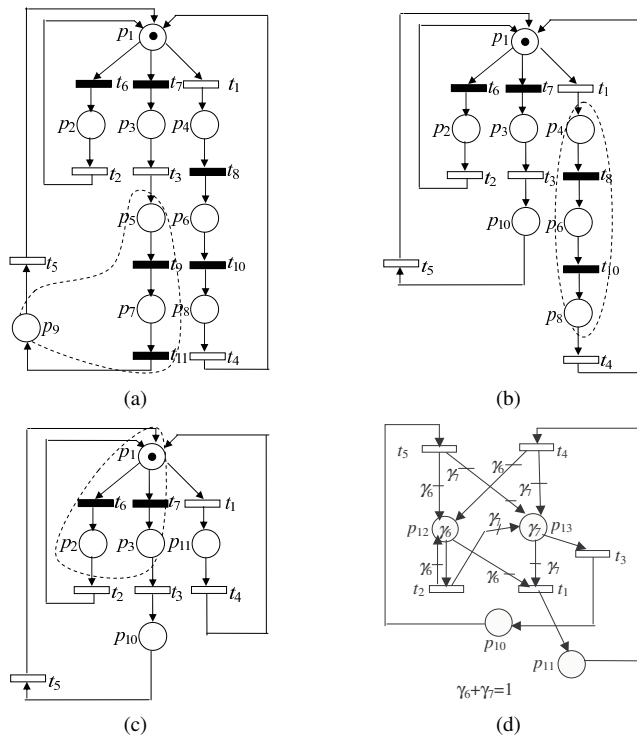 p1
t6 t7 t1
p2 p3 p4
t2 t3 t8
p5 p6
t5 t9 t10
p9 p7 p8
t11 t4
(a)
p1
t6 t7 t1
p2 p3 p4
t2 t3 t8
p10 p6
t5 t10
p8
t4
(b)
p1
t6 t7 t1
p2 p3 p11
t2 t3 t4
p10
t5
(c)
t5 t4
γ7 γ6
γ6 γ7
p12 γ6 γ7 γ7 p13
t3
γ6 γ6 γ7
t2 t1
p10
p11
γ6+γ7=1
(d)